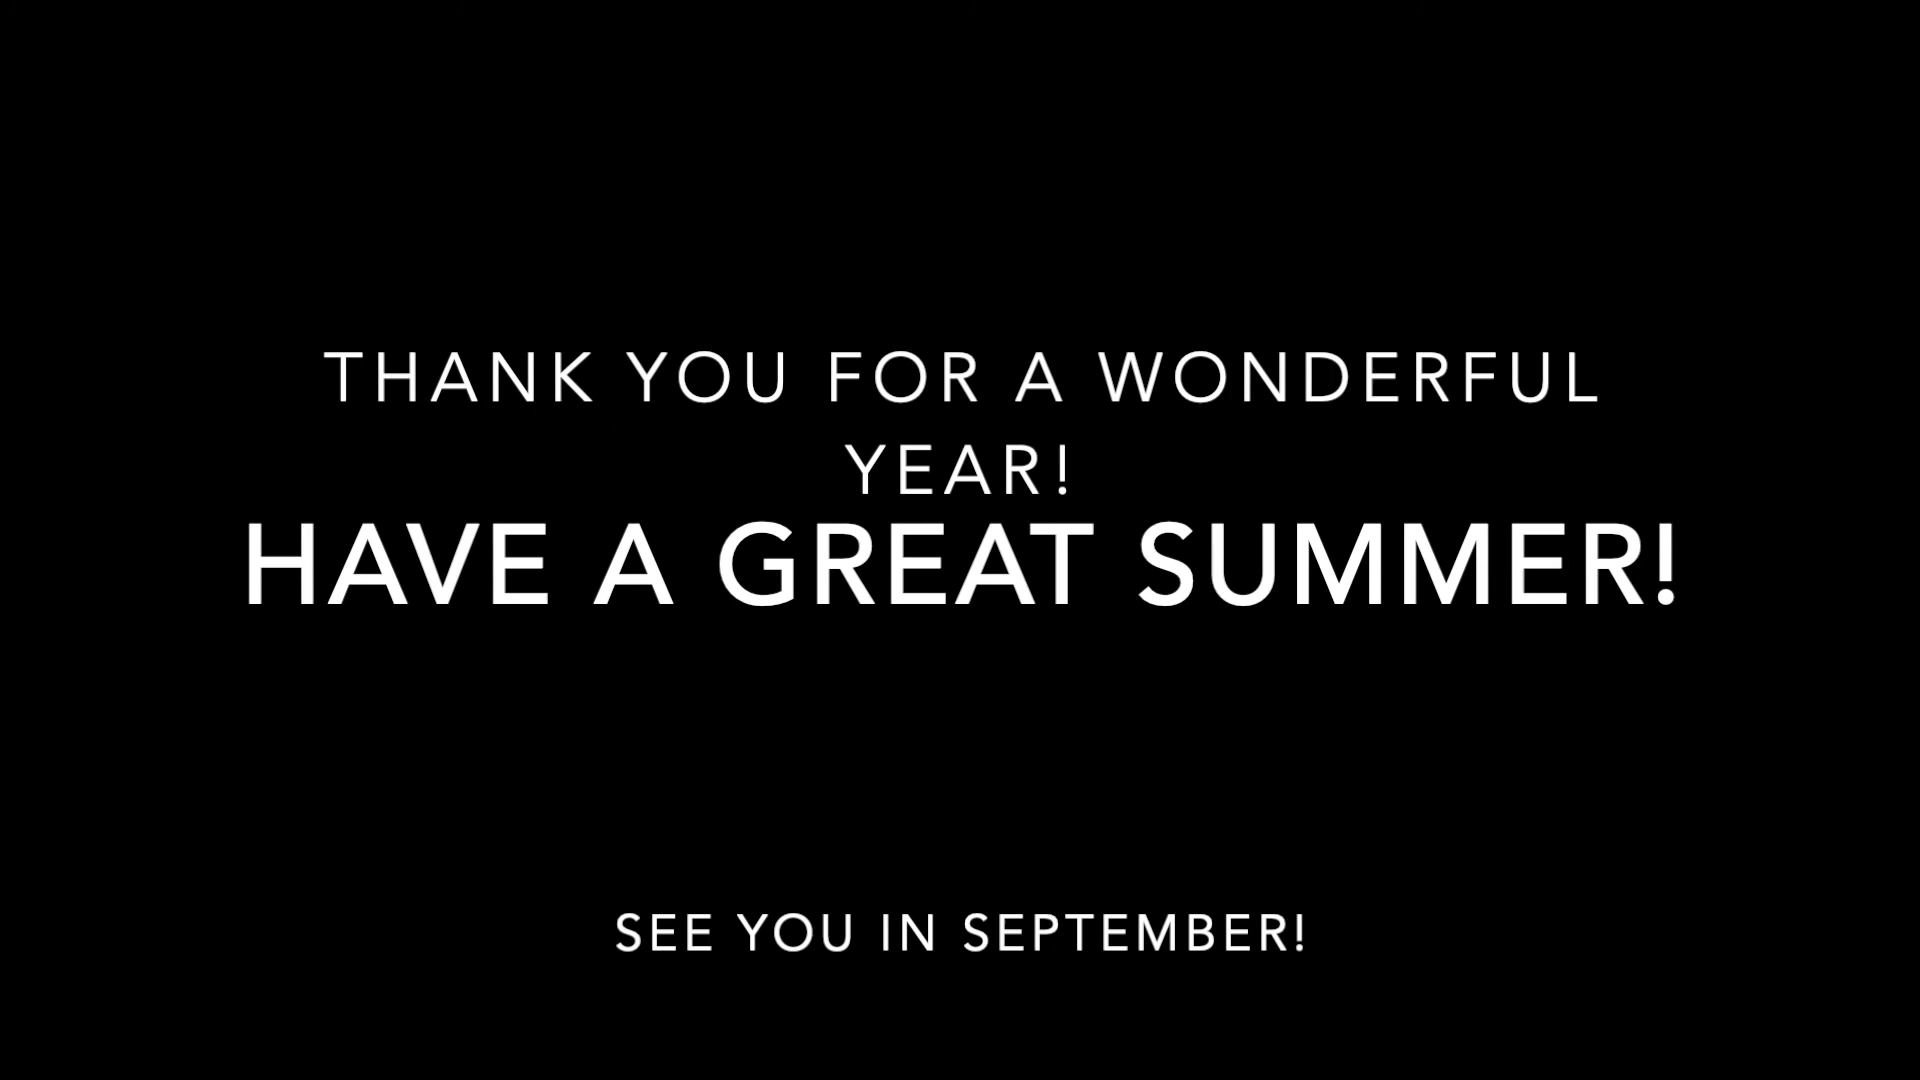 THANK YOU FOR A WONDERFUL
YEAR!
HAVE A GREAT SUMMER!
SEE YOU IN SEPTEMBER!